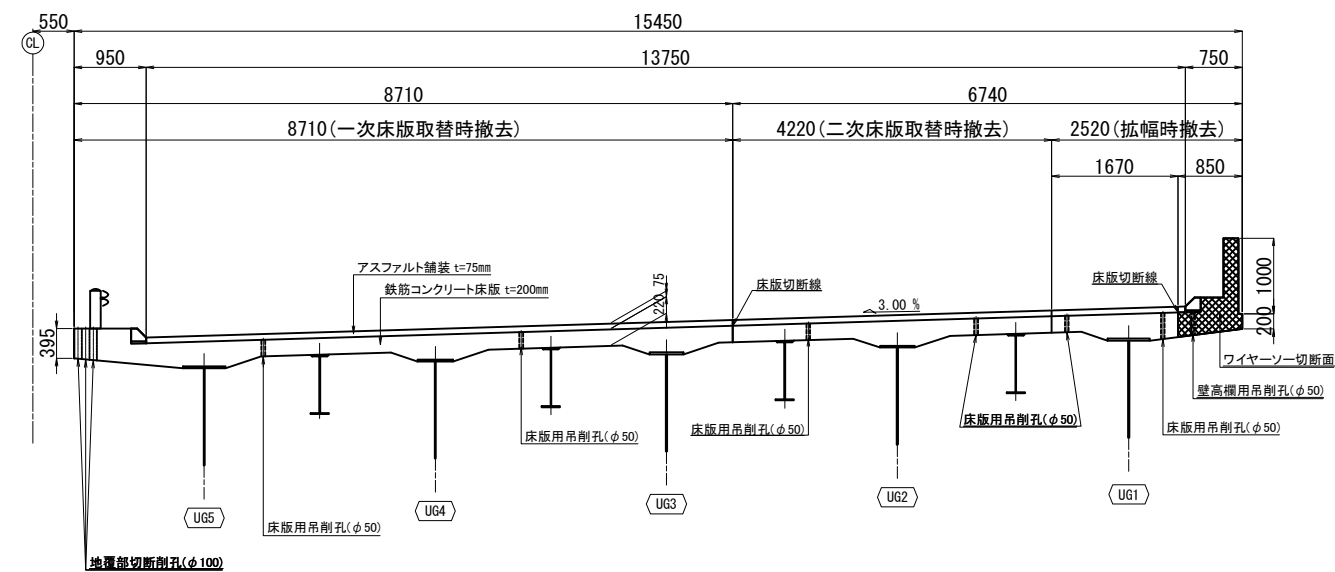 550
15450
CL
950
13750
750
8710
6740
8710(一次床版取替時撤去)
4220(二次床版取替時撤去)
2520(拡幅時撤去)
1670
850
アスファルト舗装 t=75mm
鉄筋コンクリート床版 t=200mm
75
220
床版切断線
3.00 %
床版切断線
1000
200
395
ワイヤーソー切断面
壁高欄用吊削孔(φ50)
床版用吊削孔(φ50)
床版用吊削孔(φ50)
床版用吊削孔(φ50)
床版用吊削孔(φ50)
床版用吊削孔(φ50)
UG5
UG4
UG3
UG2
UG1
地覆部切断削孔(φ100)